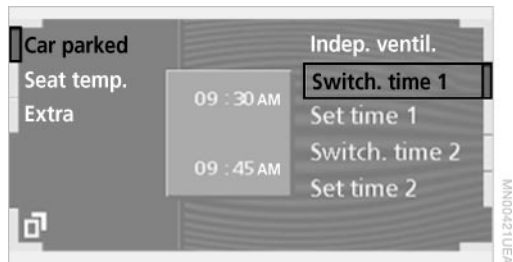 Car parked
Seat temp.
Extra
09 : 30 AM
09 : 45 AM
Indep. ventil.
Switch. time 1
Set time 1
Switch. time 2
Set time 2
MN00421UEA